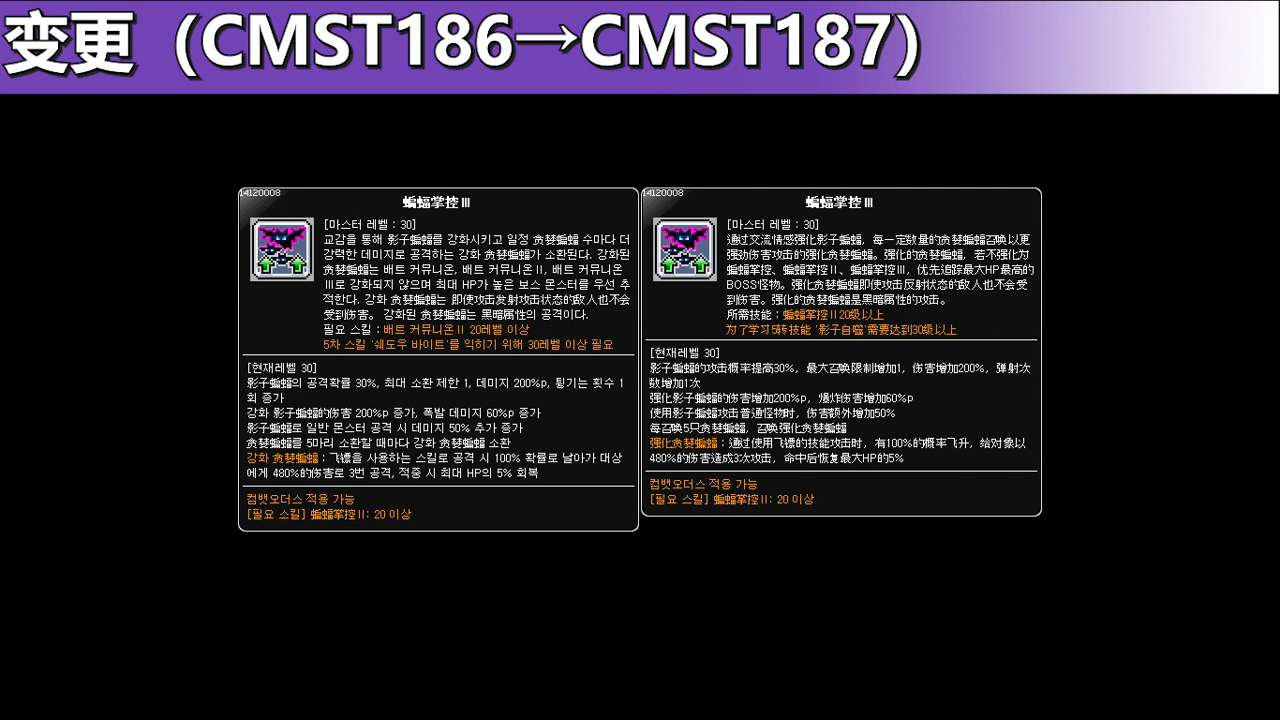 变更（CMST186→CMST187）
14120008
蝙蝠掌控Ⅲ
[마스터 레벨 : 30]
교감을 통해 影子蝙蝠를 강화시키고 일정 贪婪蝙蝠 수마다 더
강력한 데미지로 공격하는 강화 贪婪蝙蝠가 소환된다. 강화된
贪婪蝙蝠는 배트 커뮤니온, 배트 커뮤니온Ⅱ, 배트 커뮤니온
Ⅲ로 강화되지 않으며 최대 HP가 높은 보스 몬스터를 우선 추
적한다. 강화 贪婪蝙蝠는 即使攻击发射攻击状态的敌人也不会
受到伤害。 강화된 贪婪蝙蝠는 黑暗属性의 공격이다.
필요 스킬 : 배트 커뮤니온Ⅱ 20레벨 이상
5차 스킬 '쉐도우 바이트'를 익히기 위해 30레벨 이상 필요
[현재레벨 30]
影子蝙蝠의 공격확률 30%, 최대 소환 제한 1, 데미지 200%p, 튕기는 횟수 1
회 증가
강화 影子蝙蝠的伤害 200%p 증가, 폭발 데미지 60%p 증가
影子蝙蝠로 일반 몬스터 공격 시 데미지 50% 추가 증가
贪婪蝙蝠를 5마리 소환할 때마다 강화 贪婪蝙蝠 소환
강화 贪婪蝙蝠 : 飞镖을 사용하는 스킬로 공격 시 100% 확률로 날아가 대상
에게 480%的伤害로 3번 공격, 적중 시 최대 HP의 5% 회복
컴뱃오더스 적용 가능
[필요 스킬] 蝙蝠掌控Ⅱ: 20 이상
14120008
蝙蝠掌控Ⅲ
[마스터 레벨 : 30]
通过交流情感强化影子蝙蝠，每一定数量的贪婪蝙蝠召唤以更
强劲伤害攻击的强化贪婪蝙蝠。强化的贪婪蝙蝠，若不强化为
蝙蝠掌控、蝙蝠掌控Ⅱ、蝙蝠掌控Ⅲ，优先追踪最大HP最高的
BOSS怪物。强化贪婪蝙蝠即使攻击反射状态的敌人也不会受
到伤害。强化的贪婪蝙蝠是黑暗属性的攻击。
所需技能：蝙蝠掌控Ⅱ20级以上
为了学习5转技能 '影子自噬'需要达到30级以上
[현재레벨 30]
影子蝙蝠的攻击概率提高30%，最大召唤限制增加1，伤害增加200%，弹射次
数增加1次
强化影子蝙蝠的伤害增加200%p，爆炸伤害增加60%p
使用影子蝙蝠攻击普通怪物时，伤害额外增加50%
每召唤5只贪婪蝙蝠，召唤强化贪婪蝙蝠
强化贪婪蝙蝠：通过使用飞镖的技能攻击时，有100%的概率飞升，给对象以
480%的伤害造成3次攻击，命中后恢复最大HP的5%
컴뱃오더스 적용 가능
[필요 스킬] 蝙蝠掌控Ⅱ: 20 이상